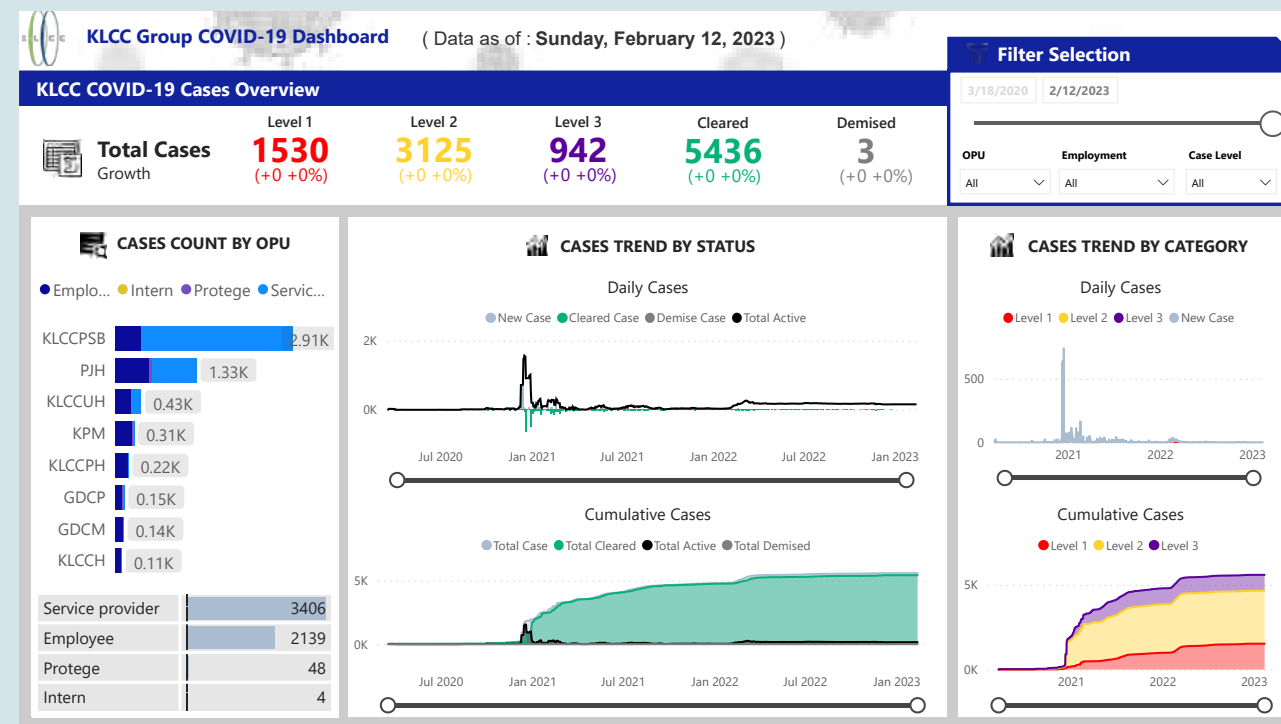 KLCC Group COVID-19 Dashboard ( Data as of : Sunday, February 12, 2023 )
Filter Selection
KLCC COVID-19 Cases Overview
3/18/2020 2/12/2023
Total Cases
Growth
Level 1 Level 2 Level 3 Cleared Demised
1530 3125 942 5436 3
(+0 +0%) (+0 +0%) (+0 +0%) (+0 +0%) (+0 +0%)
OPU Employment Case Level
All All All
CASES COUNT BY OPU
Emplo... Intern Protege Servic...
KLCCPSB 2.91K
PJH 1.33K
KLCCUH 0.43K
KPM 0.31K
KLCCPH 0.22K
GDCP 0.15K
GDCM 0.14K
KLCCH 0.11K
Service provider 3406
Employee 2139
Protege 48
Intern 4
CASES TREND BY STATUS
Daily Cases
New Case Cleared Case Demise Case Total Active
2K
0K
Jul 2020 Jan 2021 Jul 2021 Jan 2022 Jul 2022 Jan 2023
Cumulative Cases
Total Case Total Cleared Total Active Total Demised
5K
0K
Jul 2020 Jan 2021 Jul 2021 Jan 2022 Jul 2022 Jan 2023
CASES TREND BY CATEGORY
Daily Cases
Level 1 Level 2 Level 3 New Case
500
0
2021 2022 2023
Cumulative Cases
Level 1 Level 2 Level 3
5K
0K
2021 2022 2023